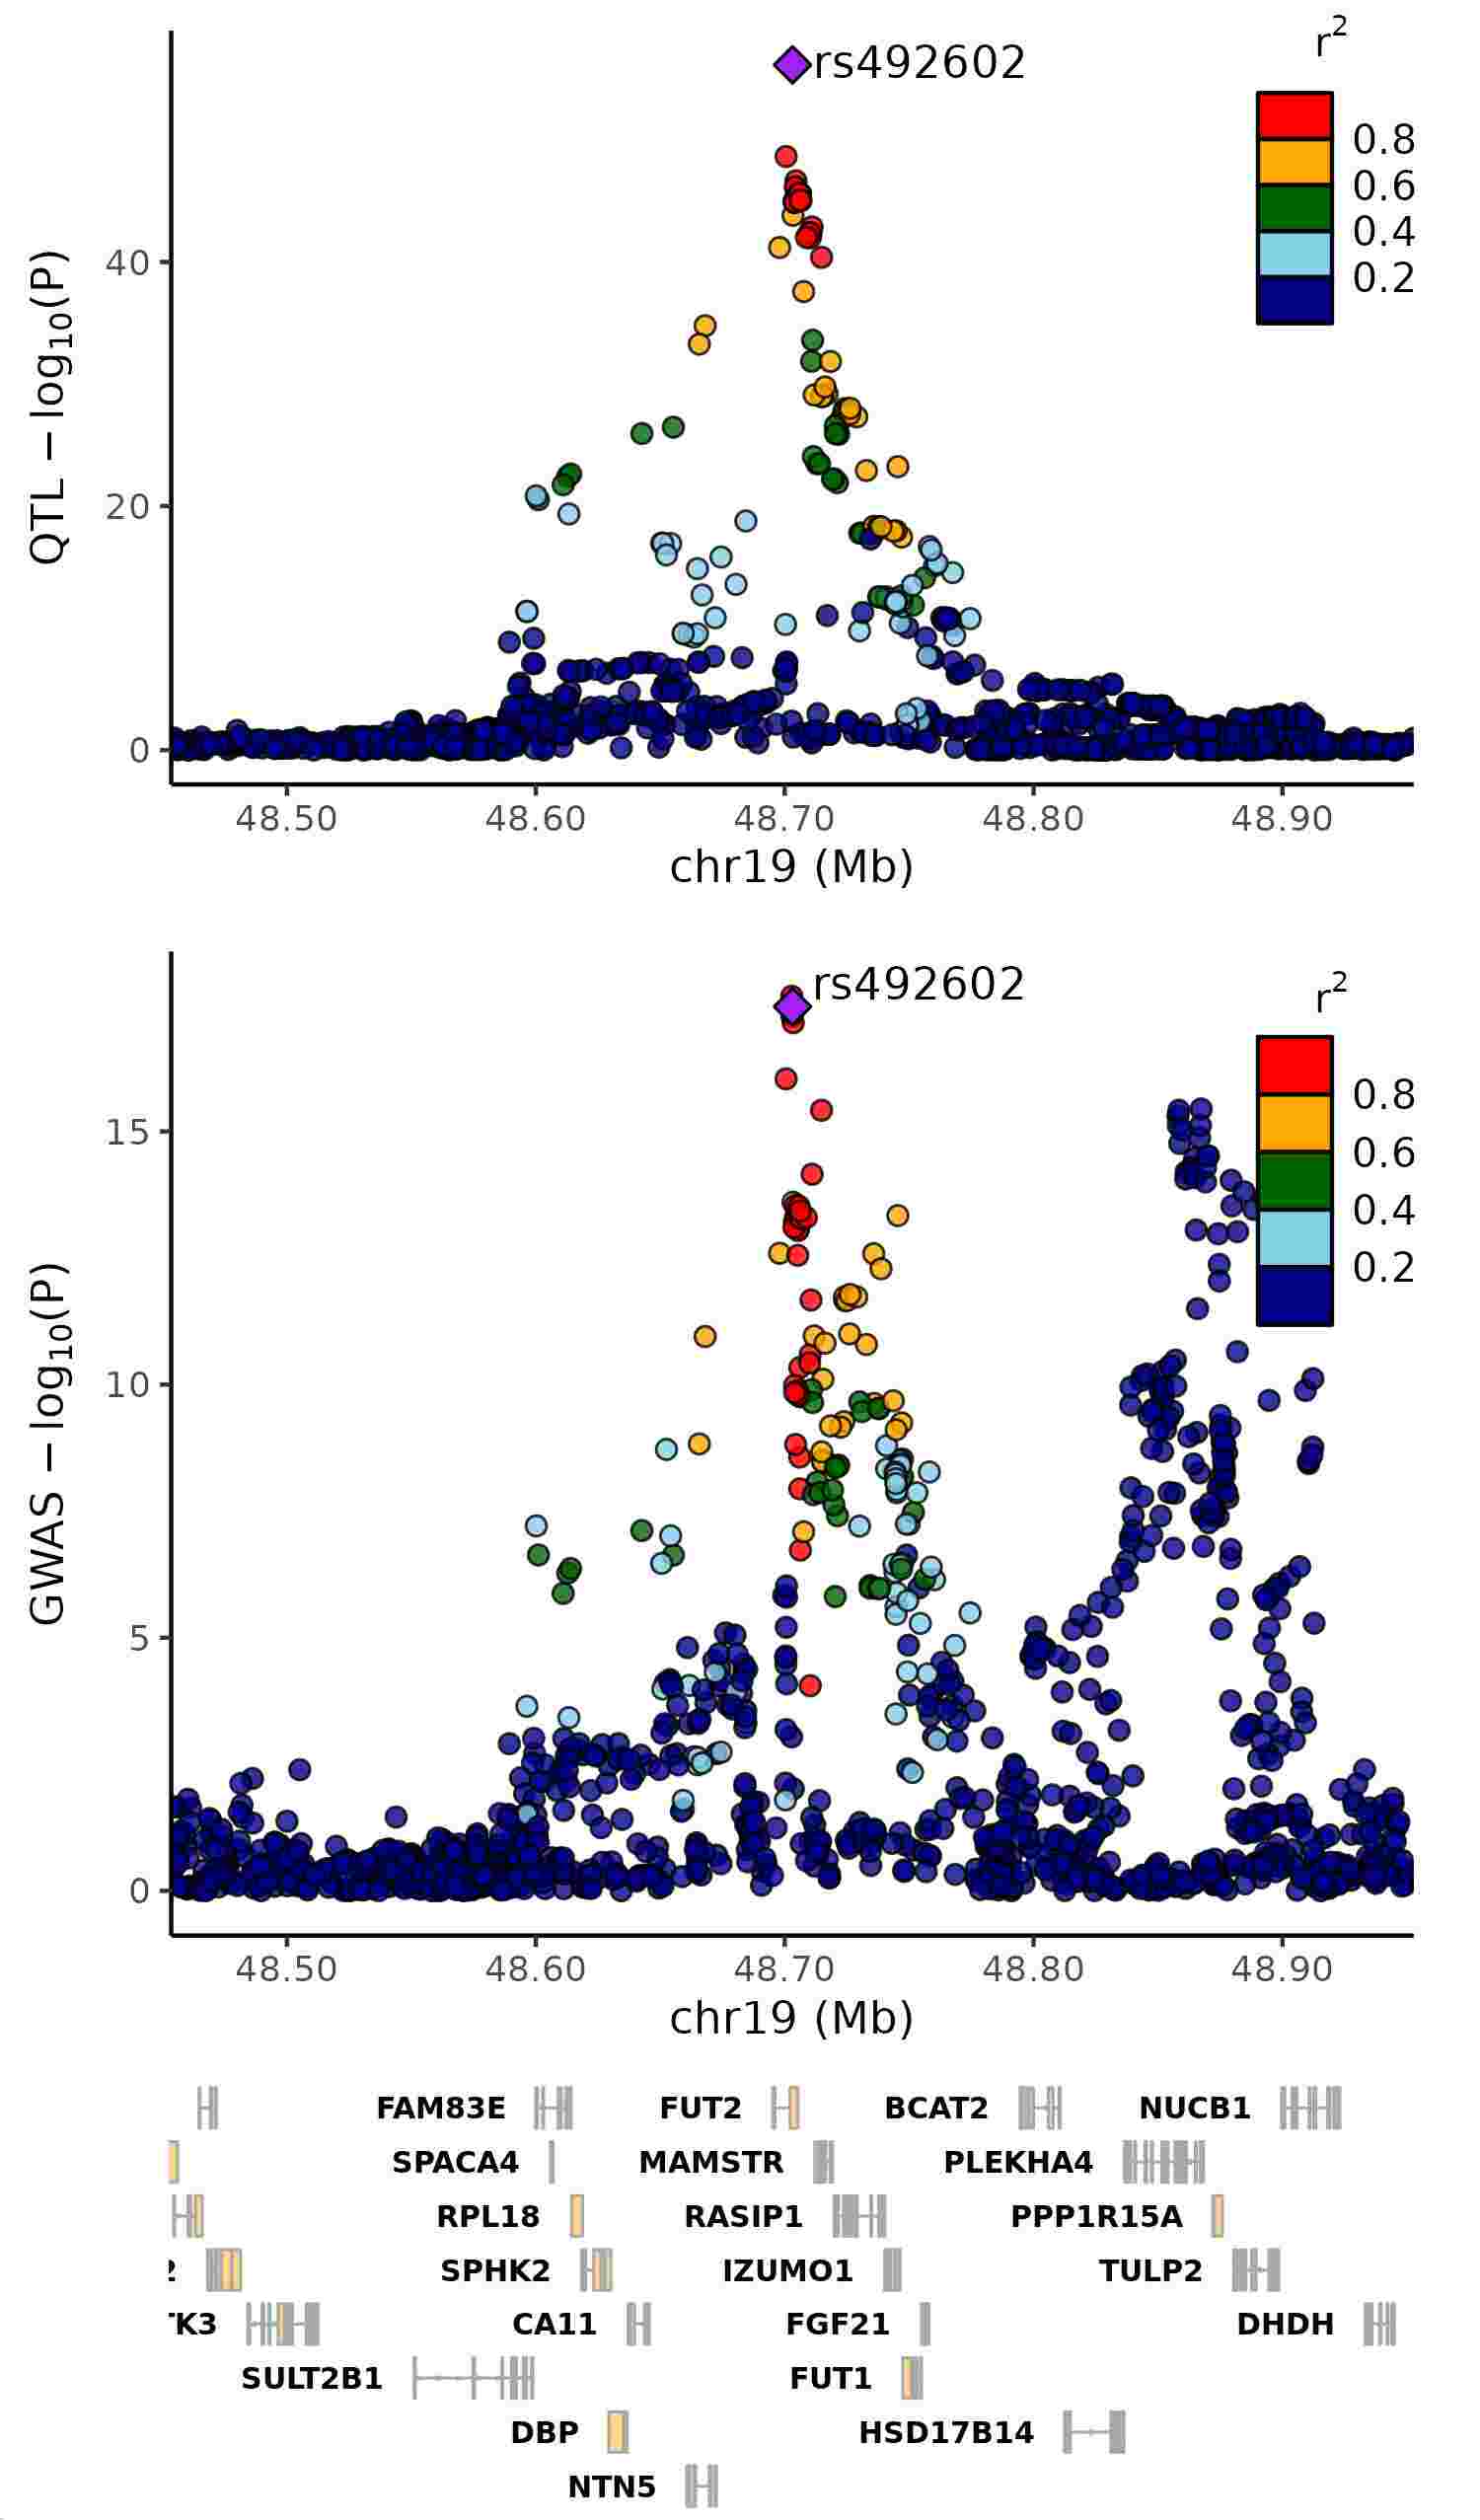 rs492602
r2
0.8
0.6
0.4
0.2
QTL −log10(P)
40
20
0
48.50 48.60 48.70 48.80 48.90
chr19 (Mb)
rs492602
r2
0.8
0.6
0.4
0.2
GWAS −log10(P)
15
10
5
0
48.50 48.60 48.70 48.80 48.90
chr19 (Mb)
FAM83E FUT2 BCAT2 NUCB1
SPACA4 MAMSTR PLEKHA4
RPL18 RASIP1 PPP1R15A
2 SPHK2 IZUMO1 TULP2
TK3 CA11 FGF21 DHDH
SULT2B1 FUT1
DBP HSD17B14
NTN5